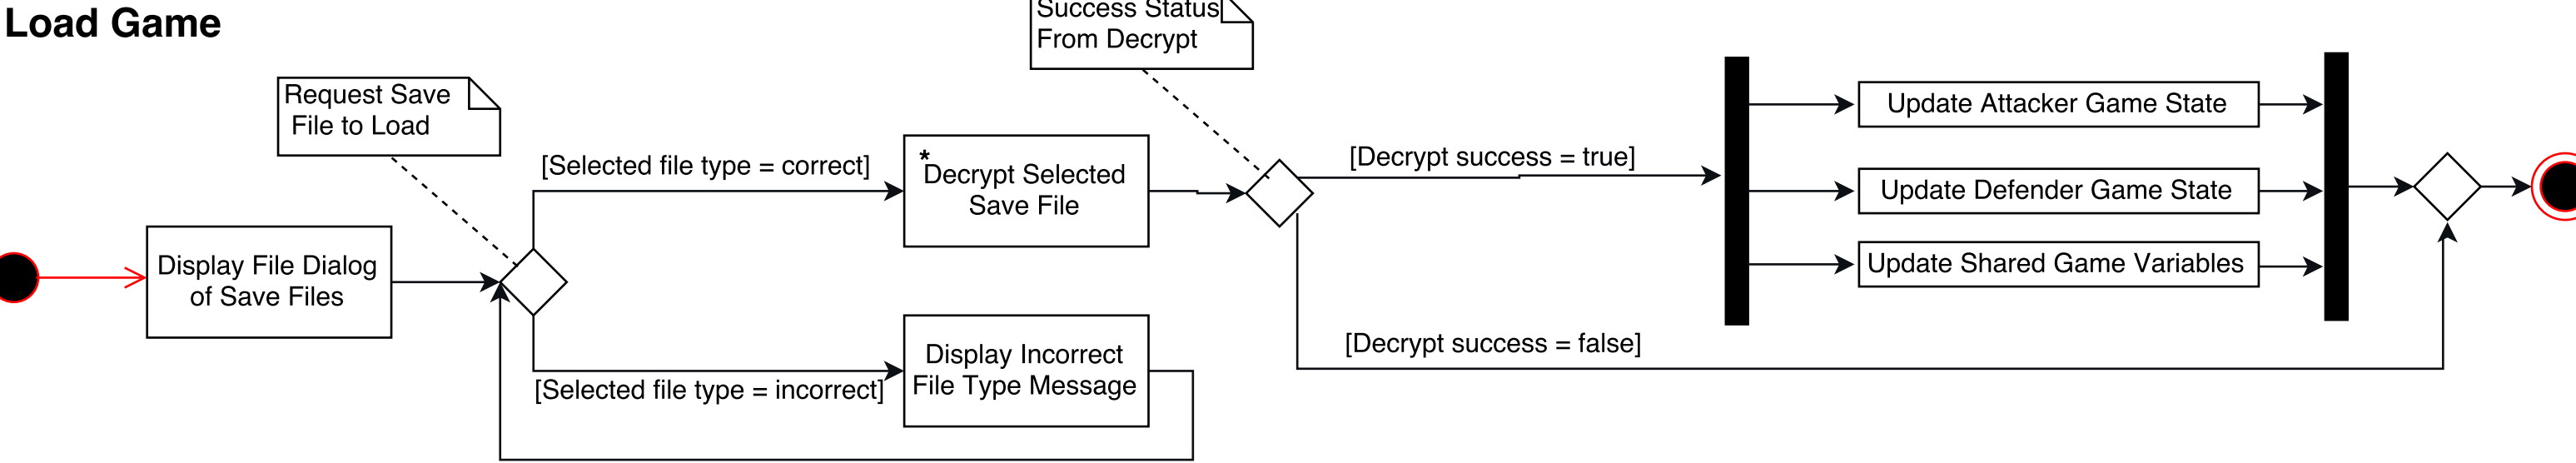 Load Game
Success Status
From Decrypt
Request Save
File to Load
[Selected file type = correct]
*
Decrypt Selected
Save File
[Decrypt success = true]
Update Attacker Game State
Update Defender Game State
Update Shared Game Variables
Display File Dialog
of Save Files
[Selected file type = incorrect]
Display Incorrect
File Type Message
[Decrypt success = false]